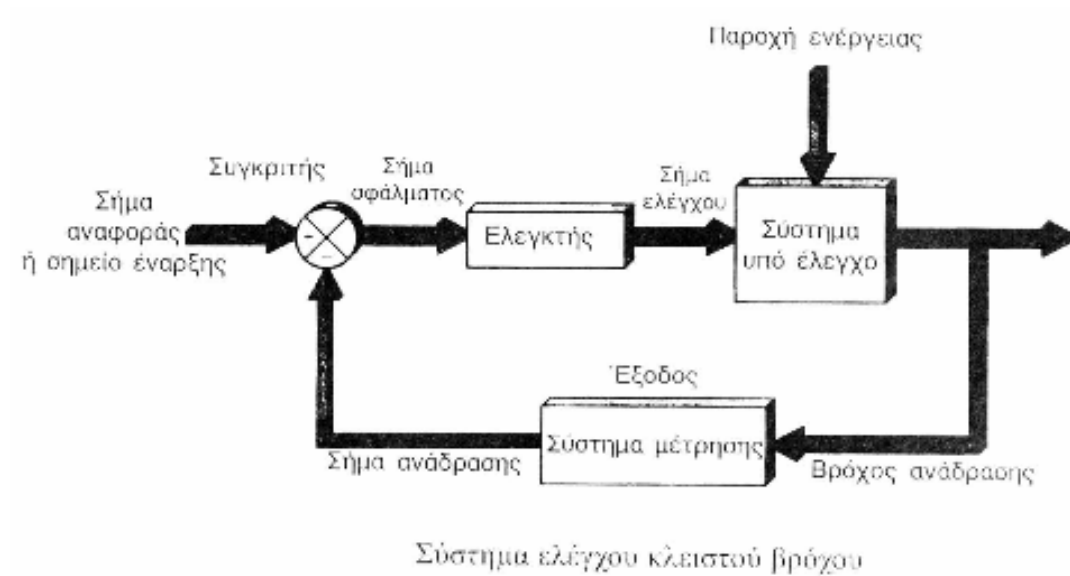 Παροχή ενέργειας
Συγκριτής
Σήμα
σφάλματος
Σήμα
ελέγχου
Σήμα
αναφοράς
ή σημείο έναρξης
Ελεγκτής
Σύστημα
υπό έλεγχο
Έξοδος
Σύστημα μέτρησης
Σήμα ανάδρασης
Βρόχος ανάδρασης
Σύστημα ελέγχου κλειστού βρόχου